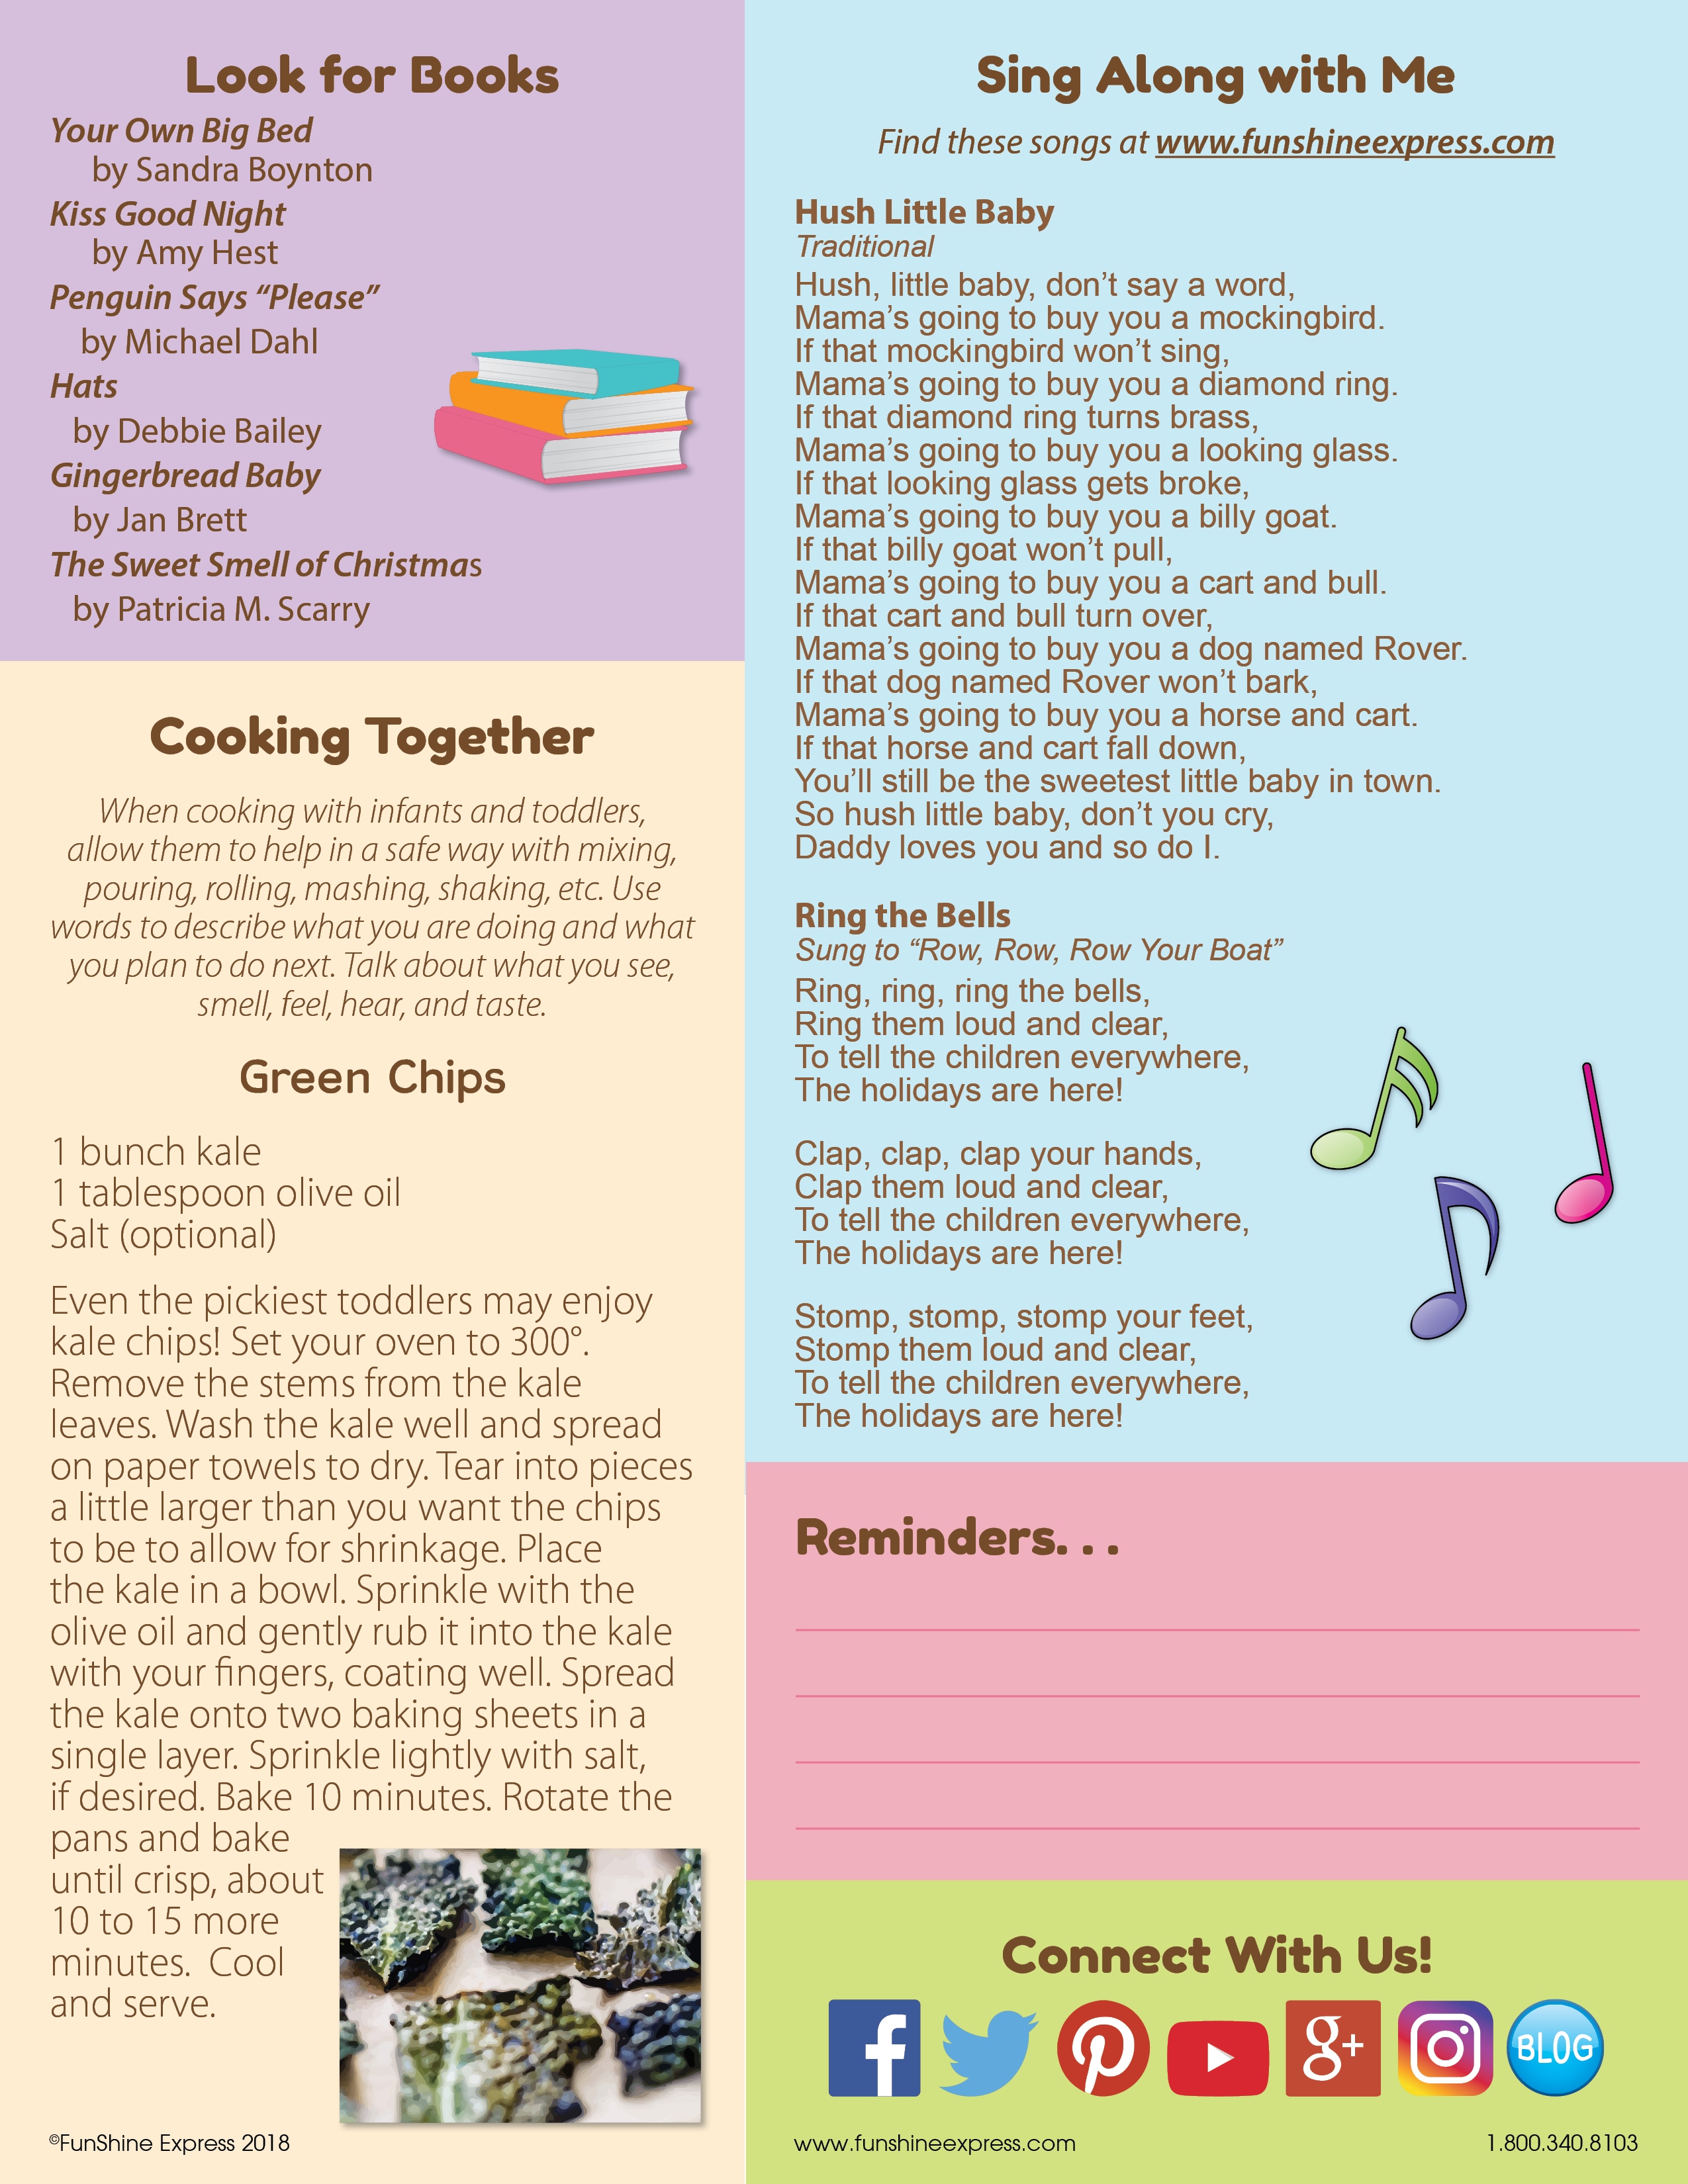 Look for Books
Your Own Big Bed
by Sandra Boynton
Kiss Good Night
by Amy Hest
Penguin Says “Please”
by Michael Dahl
Hats
by Debbie Bailey
Gingerbread Baby
by Jan Brett
The Sweet Smell of Christmas
by Patricia M. Scarry
Cooking Together
When cooking with infants and toddlers,
allow them to help in a safe way with mixing,
pouring, rolling, mashing, shaking, etc. Use
words to describe what you are doing and what
you plan to do next. Talk about what you see,
smell, feel, hear, and taste.
Green Chips
1 bunch kale
1 tablespoon olive oil
Salt (optional)
Even the pickiest toddlers may enjoy
kale chips! Set your oven to 300°.
Remove the stems from the kale
leaves. Wash the kale well and spread
on paper towels to dry. Tear into pieces
a little larger than you want the chips
to be to allow for shrinkage. Place
the kale in a bowl. Sprinkle with the
olive oil and gently rub it into the kale
with your fingers, coating well. Spread
the kale onto two baking sheets in a
single layer. Sprinkle lightly with salt,
if desired. Bake 10 minutes. Rotate the
pans and bake
until crisp, about
10 to 15 more
minutes.  Cool
and serve.
©FunShine Express 2018
Sing Along with Me
Find these songs at www.funshineexpress.com
Hush Little Baby
Traditional
Hush, little baby, don’t say a word,
Mama’s going to buy you a mockingbird.
If that mockingbird won’t sing,
Mama’s going to buy you a diamond ring.
If that diamond ring turns brass,
Mama’s going to buy you a looking glass.
If that looking glass gets broke,
Mama’s going to buy you a billy goat.
If that billy goat won’t pull,
Mama’s going to buy you a cart and bull.
If that cart and bull turn over,
Mama’s going to buy you a dog named Rover.
If that dog named Rover won’t bark,
Mama’s going to buy you a horse and cart.
If that horse and cart fall down,
You’ll still be the sweetest little baby in town.
So hush little baby, don’t you cry,
Daddy loves you and so do I.
Ring the Bells
Sung to “Row, Row, Row Your Boat”
Ring, ring, ring the bells,
Ring them loud and clear,
To tell the children everywhere,
The holidays are here!
Clap, clap, clap your hands,
Clap them loud and clear,
To tell the children everywhere,
The holidays are here!
Stomp, stomp, stomp your feet,
Stomp them loud and clear,
To tell the children everywhere,
The holidays are here!
Reminders. . .
Connect With Us!
f
g+
BLOG
www.funshineexpress.com
1.800.340.8103